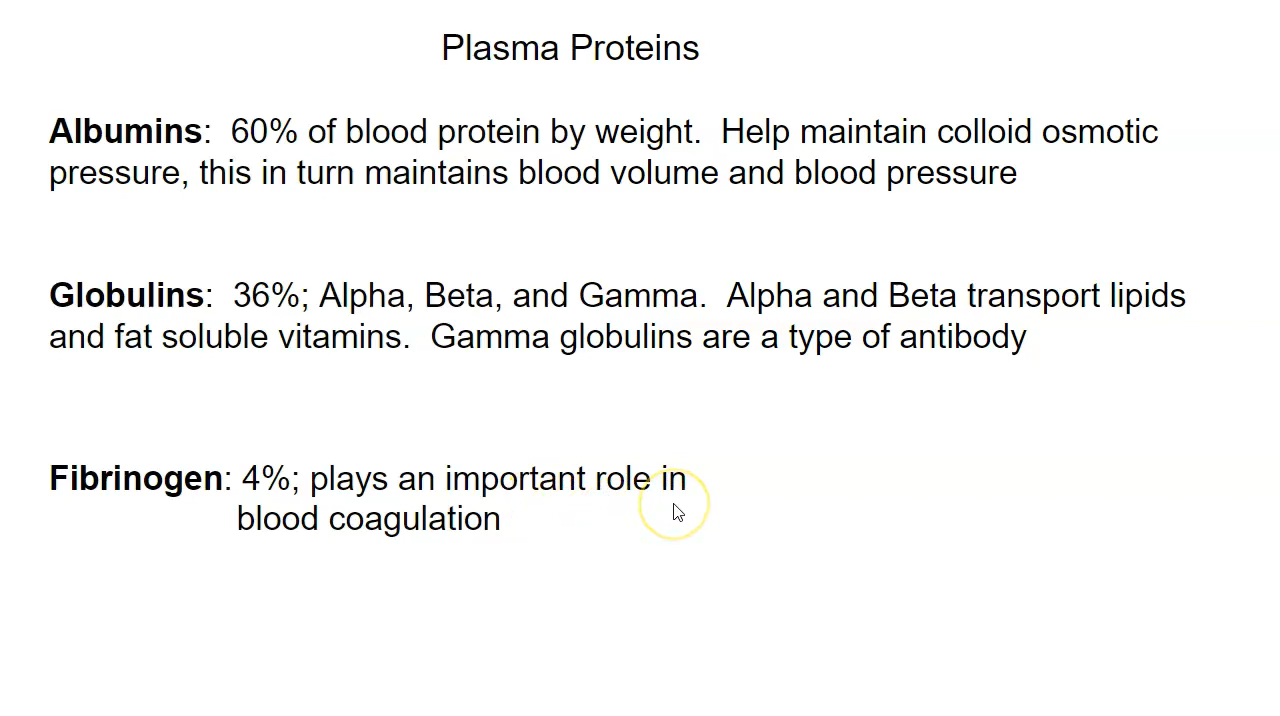 Plasma Proteins
Albumins:  60% of blood protein by weight.  Help maintain colloid osmotic
pressure, this in turn maintains blood volume and blood pressure
Globulins:  36%; Alpha, Beta, and Gamma.  Alpha and Beta transport lipids
and fat soluble vitamins.  Gamma globulins are a type of antibody
Fibrinogen: 4%; plays an important role in
blood coagulation